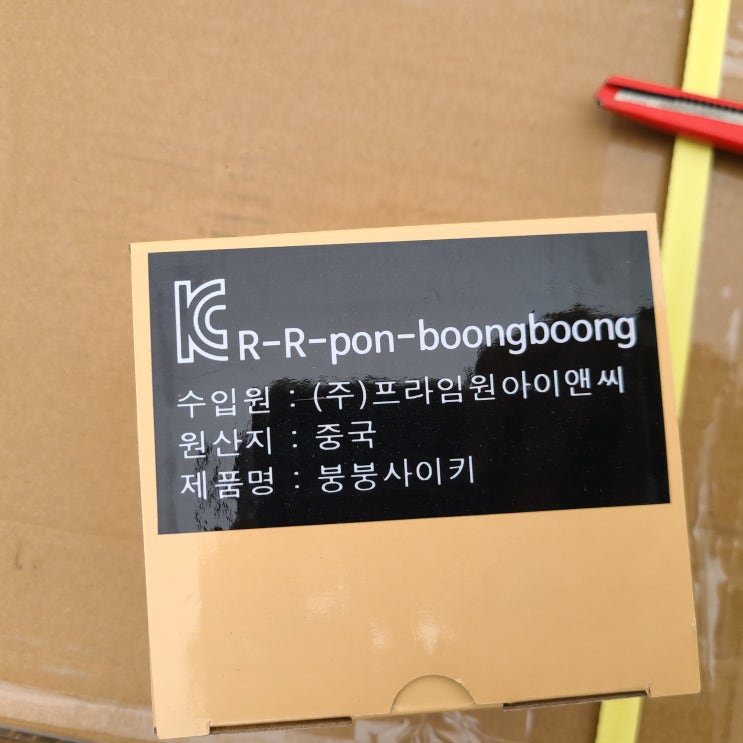 KC R-R-pon-boongboong
수입원 : (주)프라임원아이앤씨
원산지 : 중국
제품명 : 붕붕사이키